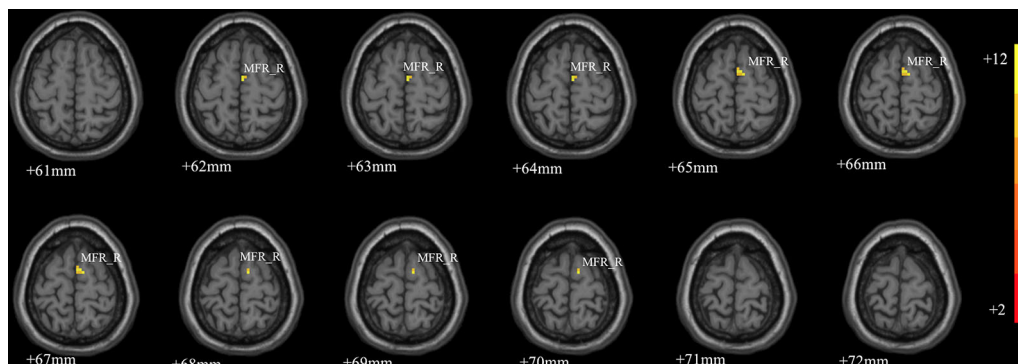 MFR_R
MFR_R
MFR_R
MFR_R
MFR_R
+12
+61mm
+62mm
+63mm
+64mm
+65mm
+66mm
MFR_R
MFR_R
MFR_R
MFR_R
+2
+67mm
+68mm
+69mm
+70mm
+71mm
+72mm